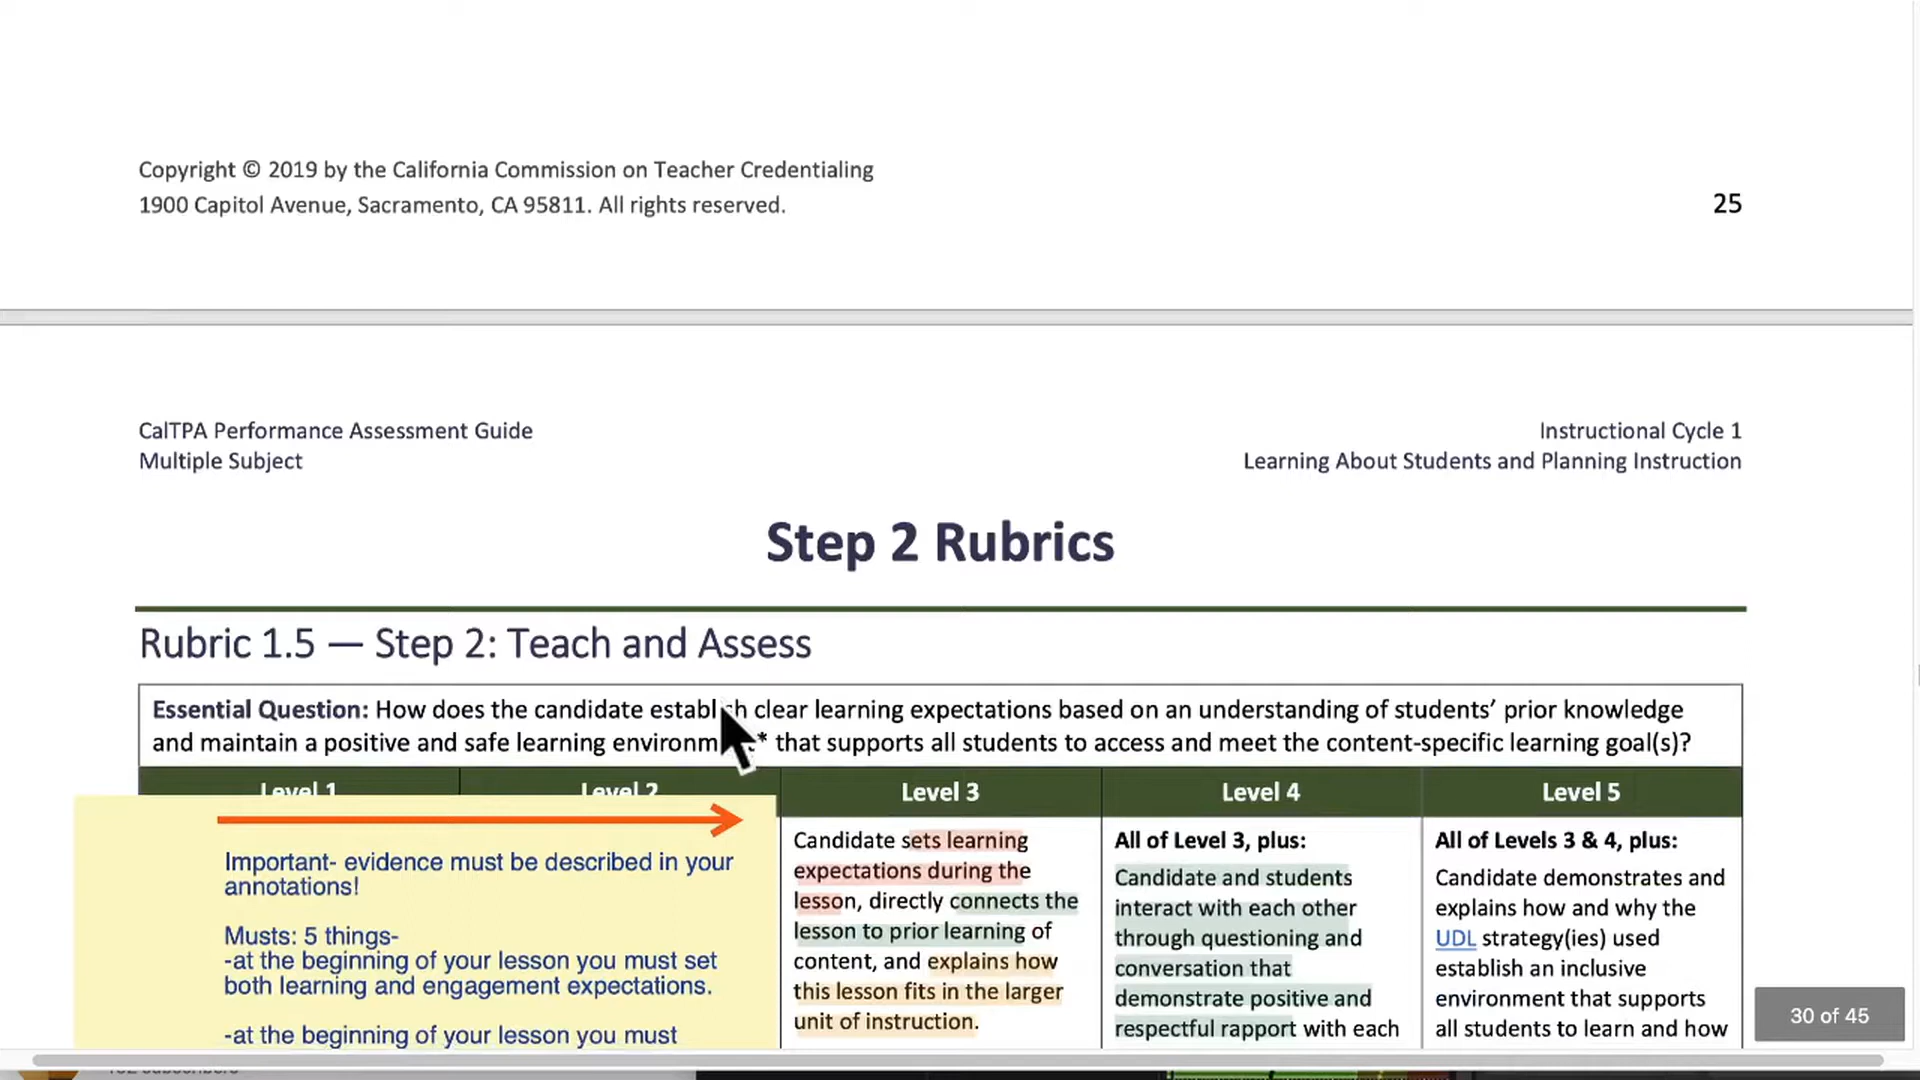 Copyright © 2019 by the California Commission on Teacher Credentialing
1900 Capitol Avenue, Sacramento, CA 95811. All rights reserved.
25
CalTPA Performance Assessment Guide
Multiple Subject
Instructional Cycle 1
Learning About Students and Planning Instruction
Step 2 Rubrics
Rubric 1.5 — Step 2: Teach and Assess
Essential Question: How does the candidate establish clear learning expectations based on an understanding of students’ prior knowledge
and maintain a positive and safe learning environm * that supports all students to access and meet the content-specific learning goal(s)?
Level 1
Level 2
Level 3
Level 4
Level 5
Important- evidence must be described in your
annotations!
Musts: 5 things-
-at the beginning of your lesson you must set
both learning and engagement expectations.
-at the beginning of your lesson you must
Candidate sets learning
expectations during the
lesson, directly connects the
lesson to prior learning of
content, and explains how
this lesson fits in the larger
unit of instruction.
All of Level 3, plus:
Candidate and students
interact with each other
through questioning and
conversation that
demonstrate positive and
respectful rapport with each
All of Levels 3 & 4, plus:
Candidate demonstrates and
explains how and why the
UDL strategy(ies) used
establish an inclusive
environment that supports
all students to learn and how
30 of 45